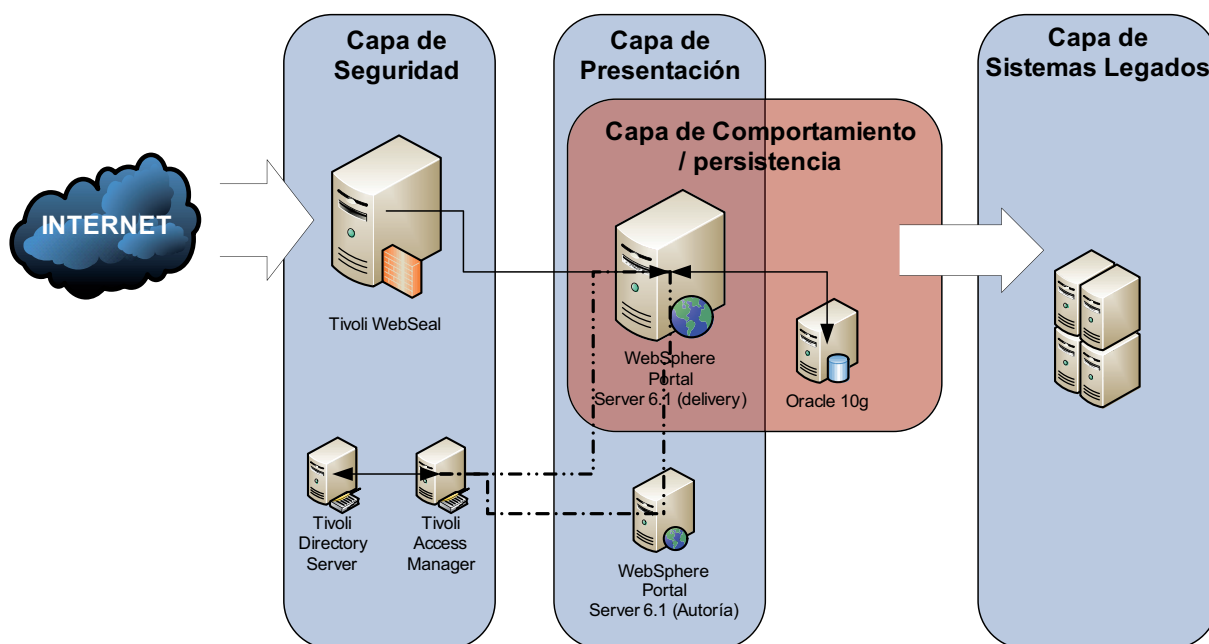 Capa de
Seguridad
Capa de
Presentación
Capa de
Sistemas Legados
Capa de Comportamiento
/ persistencia
INTERNET
Tivoli WebSeal
WebSphere
Portal
Server 6.1 (delivery)
Oracle 10g
Tivoli
Directory
Server
Tivoli
Access
Manager
WebSphere
Portal
Server 6.1 (Autoría)